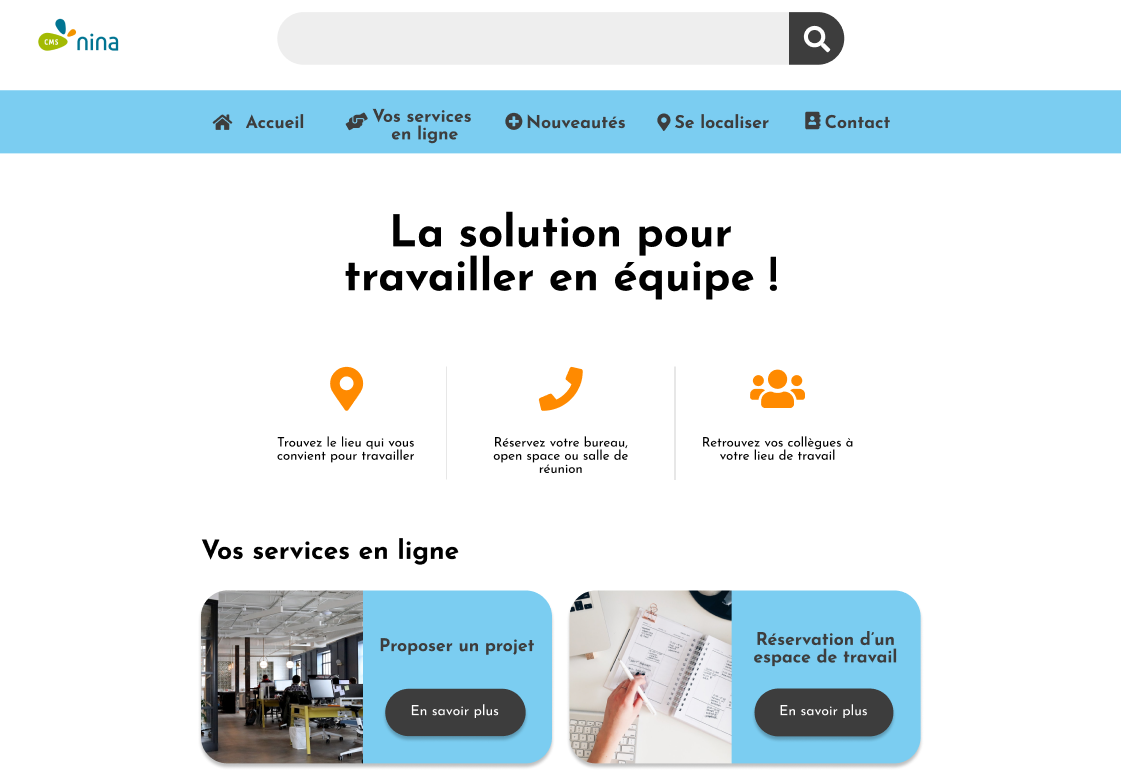 CMS nina
Accueil
Vos services
en ligne
Nouveautés
Se localiser
Contact
La solution pour
travailler en équipe !
Trouvez le lieu qui vous
convient pour travailler
Réservez votre bureau,
open space ou salle de
réunion
Retrouvez vos collègues à
votre lieu de travail
Vos services en ligne
Proposer un projet
En savoir plus
Réservation d'un
espace de travail
En savoir plus